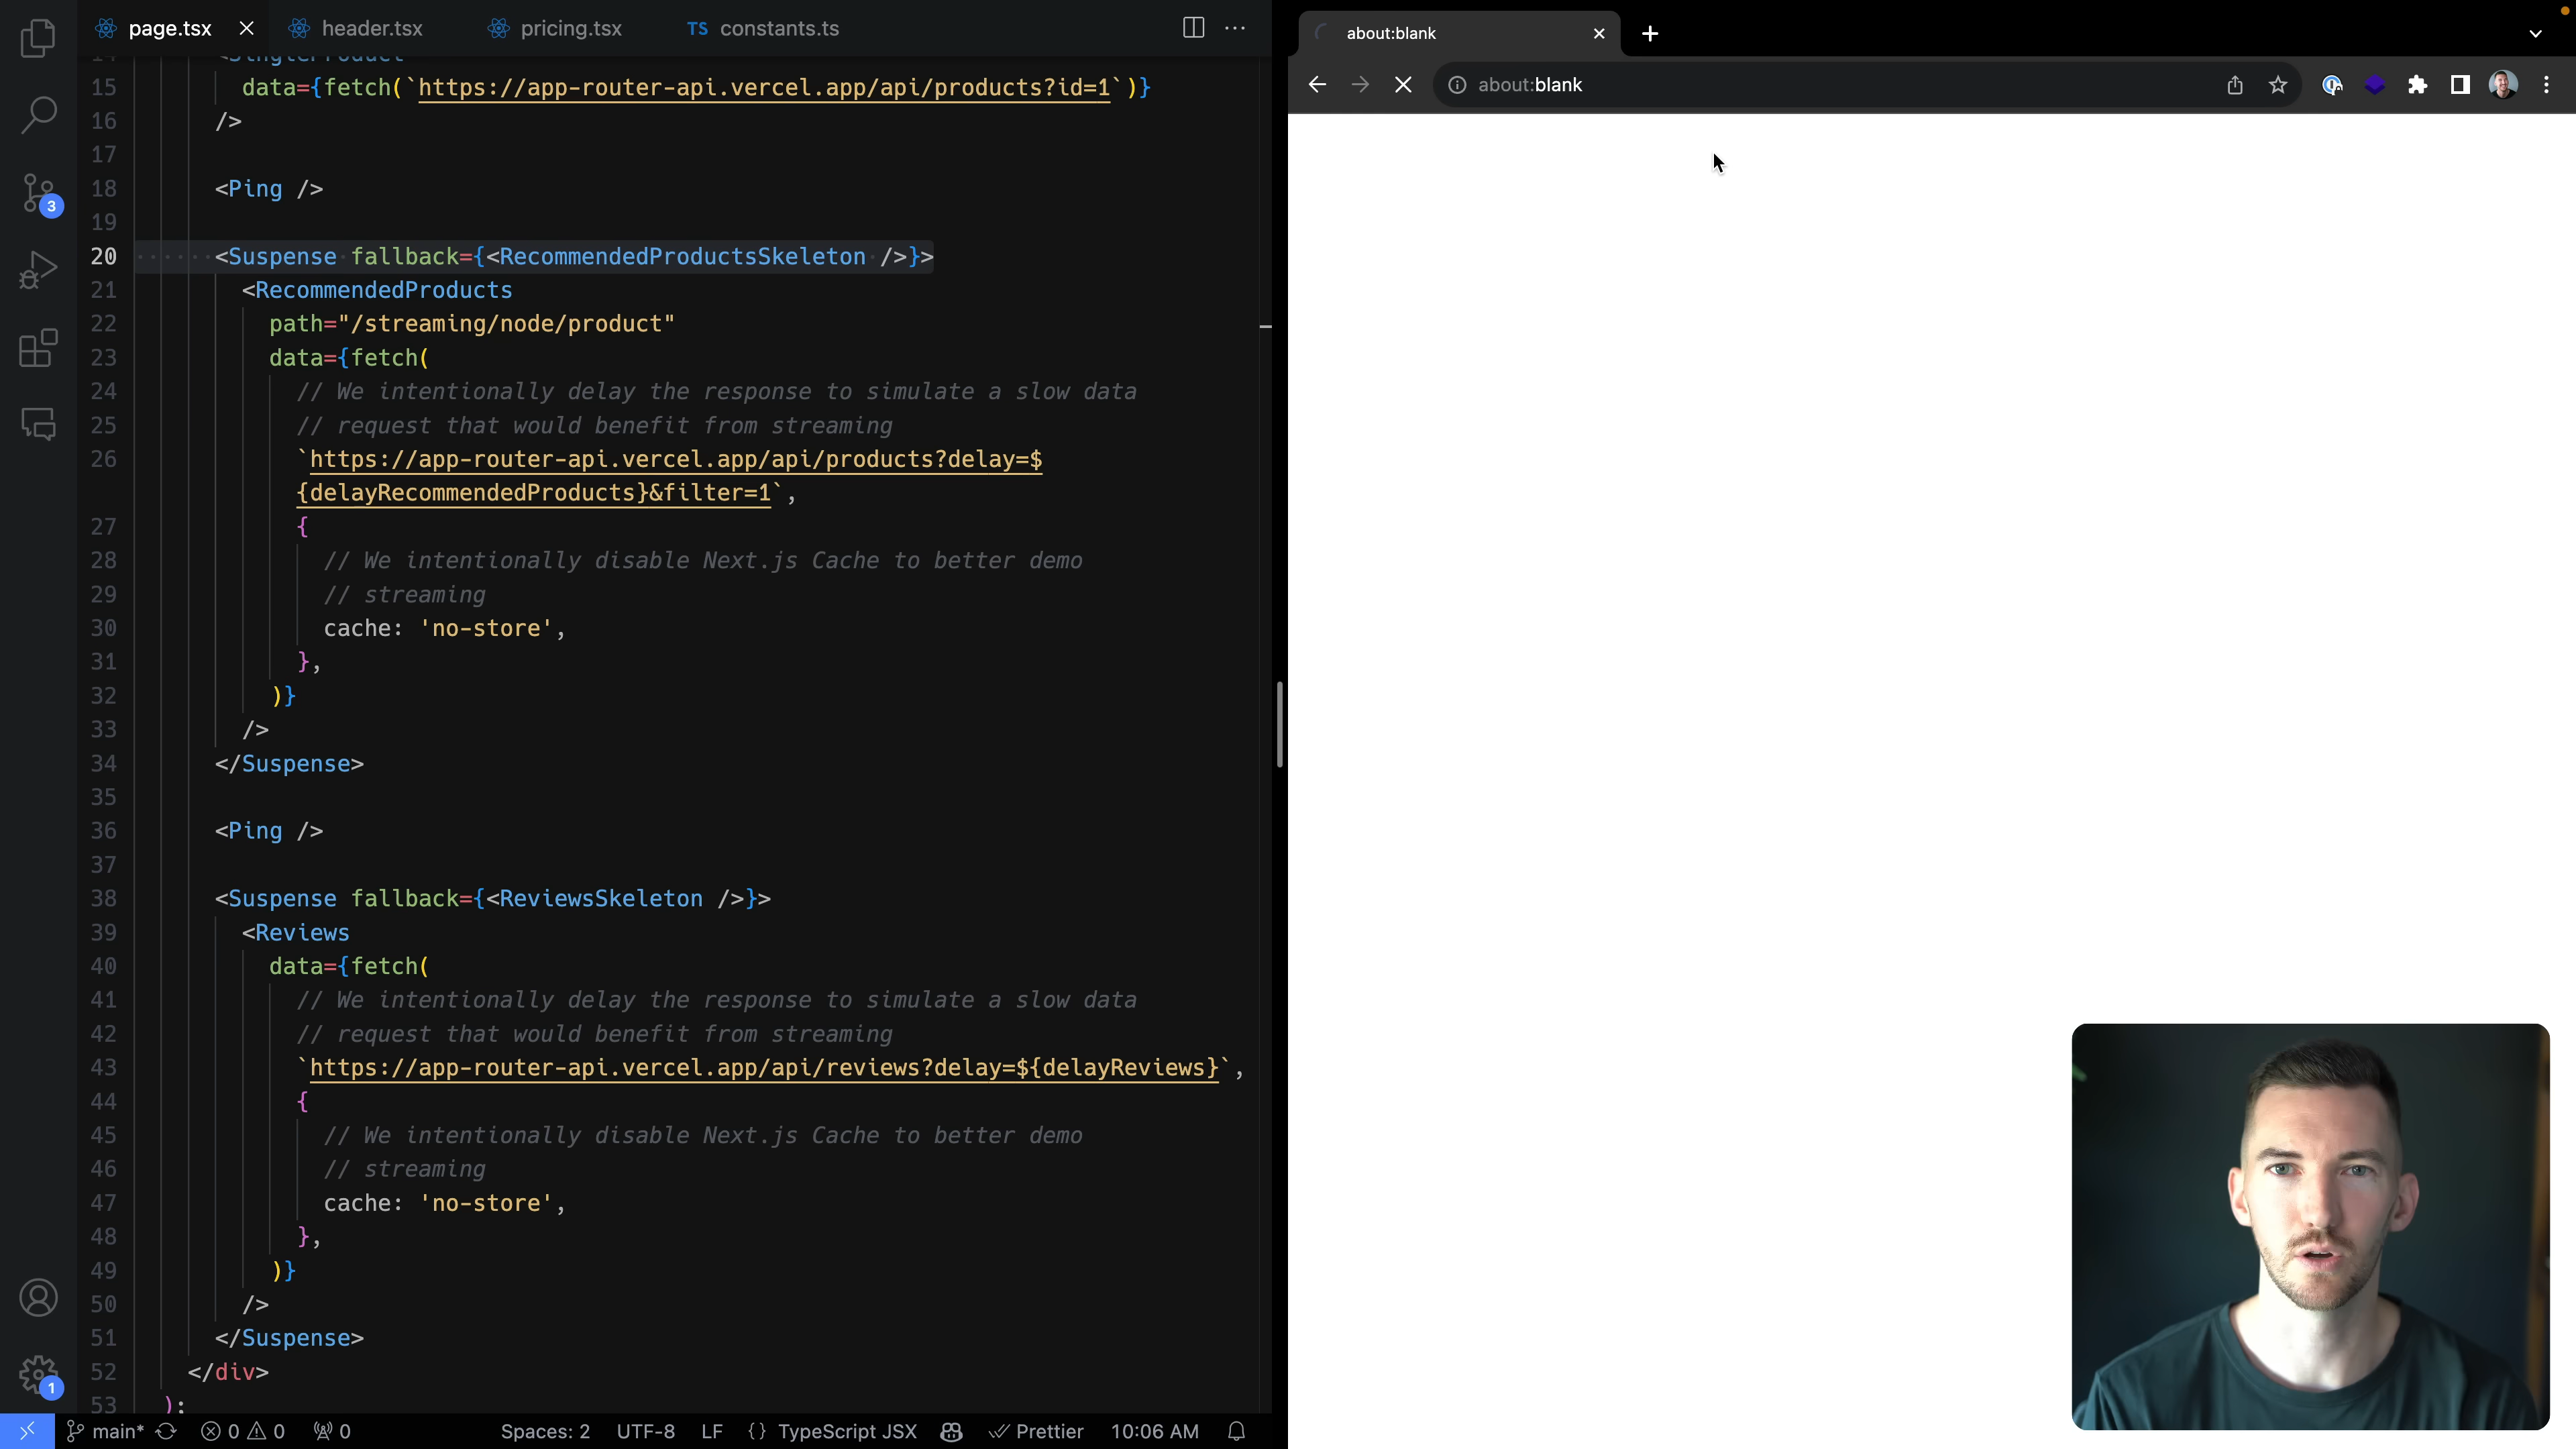 page.tsx
header.tsx
pricing.tsx
TS constants.ts
14 <SingleProduct
15 data={fetch(`https://app-router-api.vercel.app/api/products?id=1`)}
16 />
17
18 <Ping />
19
20 <Suspense fallback={<RecommendedProductsSkeleton />}>
21 <RecommendedProducts
22 path="/streaming/node/product"
23 data={fetch(
24 // We intentionally delay the response to simulate a slow data
25 // request that would benefit from streaming
26 `https://app-router-api.vercel.app/api/products?delay=$
{delayRecommendedProducts}&filter=1`,
27 {
28 // We intentionally disable Next.js Cache to better demo
29 // streaming
30 cache: 'no-store',
31 },
32 )}
33 />
34 </Suspense>
35
36 <Ping />
37
38 <Suspense fallback={<ReviewsSkeleton />}>
39 <Reviews
40 data={fetch(
41 // We intentionally delay the response to simulate a slow data
42 // request that would benefit from streaming
43 `https://app-router-api.vercel.app/api/reviews?delay=${delayReviews}`,
44 {
45 // We intentionally disable Next.js Cache to better demo
46 // streaming
47 cache: 'no-store',
48 },
49 )}
50 />
51 </Suspense>
52 </div>
53 );
3
1
main* 0 0 0 Spaces: 2 UTF-8 LF {} TypeScript JSX Prettier 10:06 AM
about:blank
about:blank